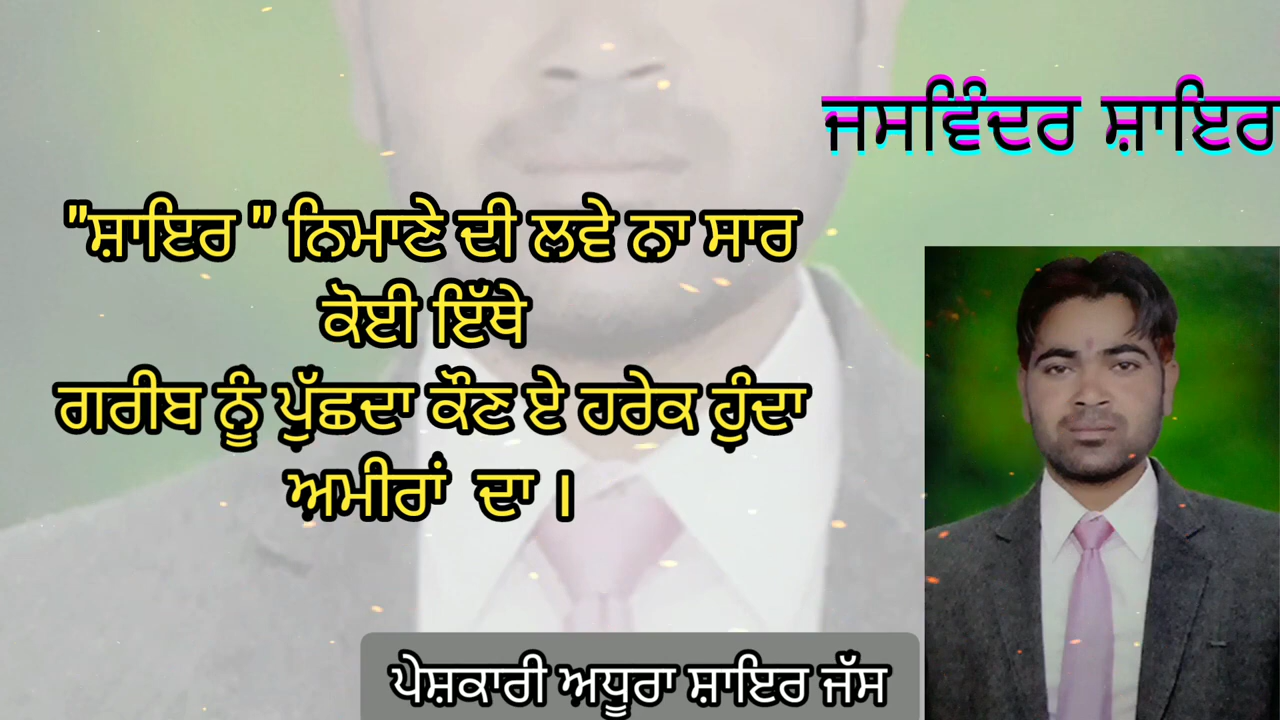 ਜਸਵਿੰਦਰ ਸ਼ਾਇਰ
"ਸ਼ਾਇਰ " ਨਿਮਾਣੇ ਦੀ ਲਵੇ ਨਾ ਸਾਰ
ਕੋਈ ਇੱਥੇ
ਗਰੀਬ ਨੂੰ ਪੁੱਛਦਾ ਕੌਣ ਏ ਹਰੇਕ ਹੁੰਦਾ
ਅਮੀਰਾਂ ਦਾ ।
ਪੇਸ਼ਕਾਰੀ ਅਧੂਰਾ ਸ਼ਾਇਰ ਜੱਸ